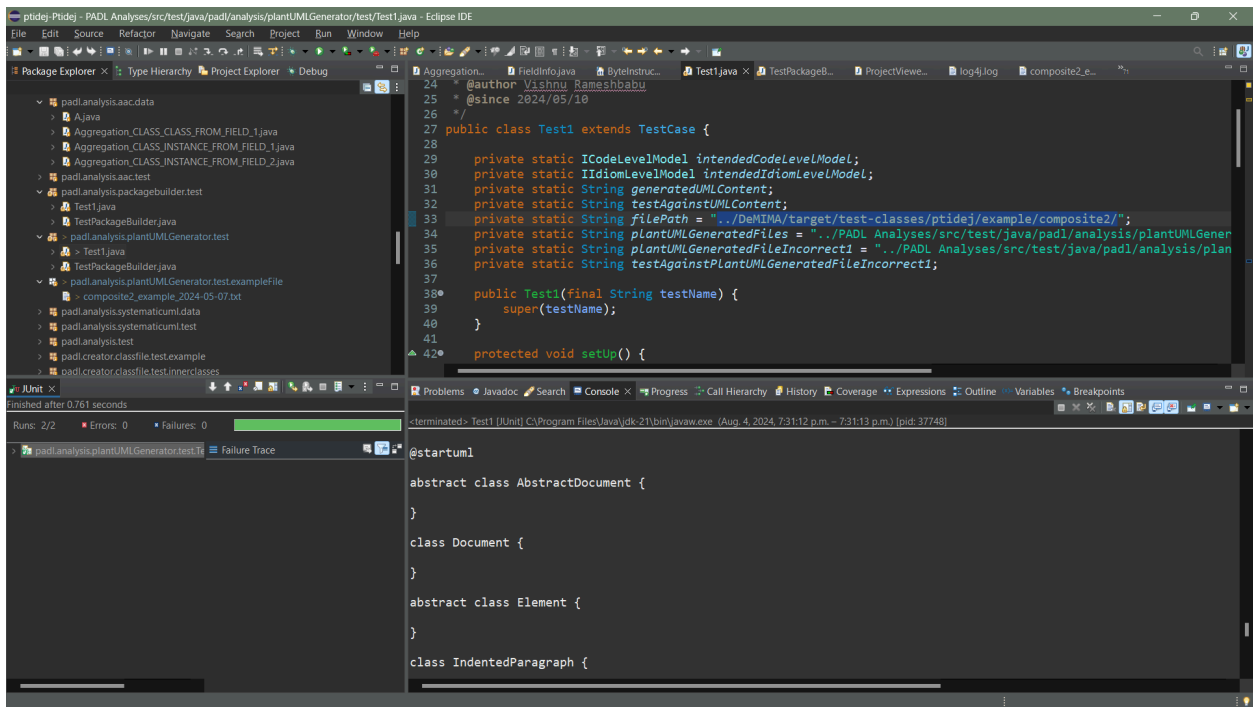 ptidej-Ptidej - PADL Analyses/src/test/java/padl/analysis/plantUMLGenerator/test/Test1.java - Eclipse IDE
File Edit Source Refactor Navigate Search Project Run Window Help
Package Explorer Type Hierarchy Project Explorer Debug
padl.analysis.aac.data
A.java
Aggregation_CLASS_CLASS_FROM_FIELD_1.java
Aggregation_CLASS_INSTANCE_FROM_FIELD_1.java
Aggregation_CLASS_INSTANCE_FROM_FIELD_2.java
padl.analysis.aac.test
padl.analysis.packagebuilder.test
Test1.java
TestPackageBuilder.java
> padl.analysis.plantUMLGenerator.test
> Test1.java
TestPackageBuilder.java
> padl.analysis.plantUMLGenerator.test.exampleFile
> composite2_example_2024-05-07.txt
padl.analysis.systematicuml.data
padl.analysis.systematicuml.test
padl.analysis.test
padl.creator.classfile.test.example
padl.creator.classfile.test.innerclasses
Aggregation... FieldInfo.java ByteInstruc... Test1.java TestPackageB... ProjectViewe... log4j.log composite2_e...
24 * @author Vishnu Rameshbabu
25 * @since 2024/05/10
26 */
27 public class Test1 extends TestCase {
28
29 private static ICodeLevelModel intendedCodeLevelModel;
30 private static IIdiomLevelModel intendedIdiomLevelModel;
31 private static String generatedUMLContent;
32 private static String testAgainstUMLContent;
33 private static String filePath = "../DeMIMA/target/test-classes/ptidej/example/composite2/";
34 private static String plantUMLGeneratedFiles = "../PADL Analyses/src/test/java/padl/analysis/plantUMLGener
35 private static String plantUMLGeneratedFileIncorrect1 = "../PADL Analyses/src/test/java/padl/analysis/plan
36 private static String testAgainstPlantUMLGeneratedFileIncorrect1;
37
38 public Test1(final String testName) {
39 super(testName);
40 }
41
42 protected void setUp() {
JUnit
Finished after 0.761 seconds
Runs: 2/2 Errors: 0 Failures: 0
padl.analysis.plantUMLGenerator.test.Te Failure Trace
Problems Javadoc Search Console Progress Call Hierarchy History Coverage Expressions Outline Variables Breakpoints
<terminated> Test1 [JUnit] C:\Program Files\Java\jdk-21\bin\javaw.exe (Aug. 4, 2024, 7:31:12 p.m. – 7:31:13 p.m.) [pid: 37748]
@startuml
abstract class AbstractDocument {
}
class Document {
}
abstract class Element {
}
class IndentedParagraph {